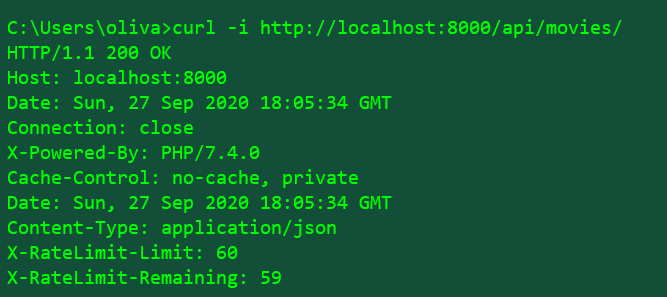 C:\Users\oliva>curl -i http://localhost:8000/api/movies/
HTTP/1.1 200 OK
Host: localhost:8000
Date: Sun, 27 Sep 2020 18:05:34 GMT
Connection: close
X-Powered-By: PHP/7.4.0
Cache-Control: no-cache, private
Date: Sun, 27 Sep 2020 18:05:34 GMT
Content-Type: application/json
X-RateLimit-Limit: 60
X-RateLimit-Remaining: 59